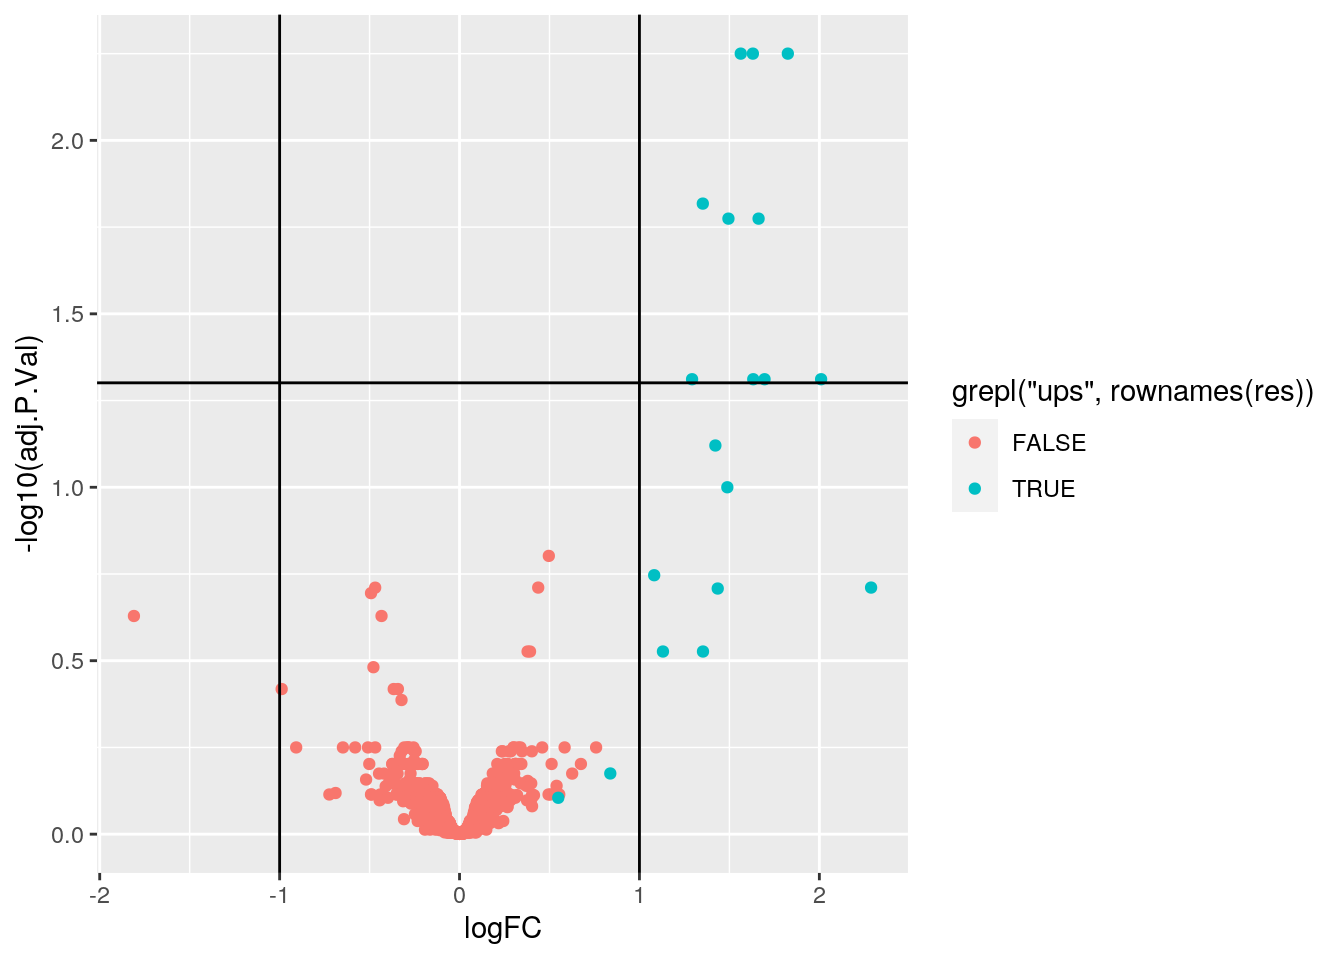 -log10(adj.P.Val)
2.0
1.5
1.0
0.5
0.0
-2
-1
0
1
2
logFC
grepl("ups", rownames(res))
FALSE
TRUE